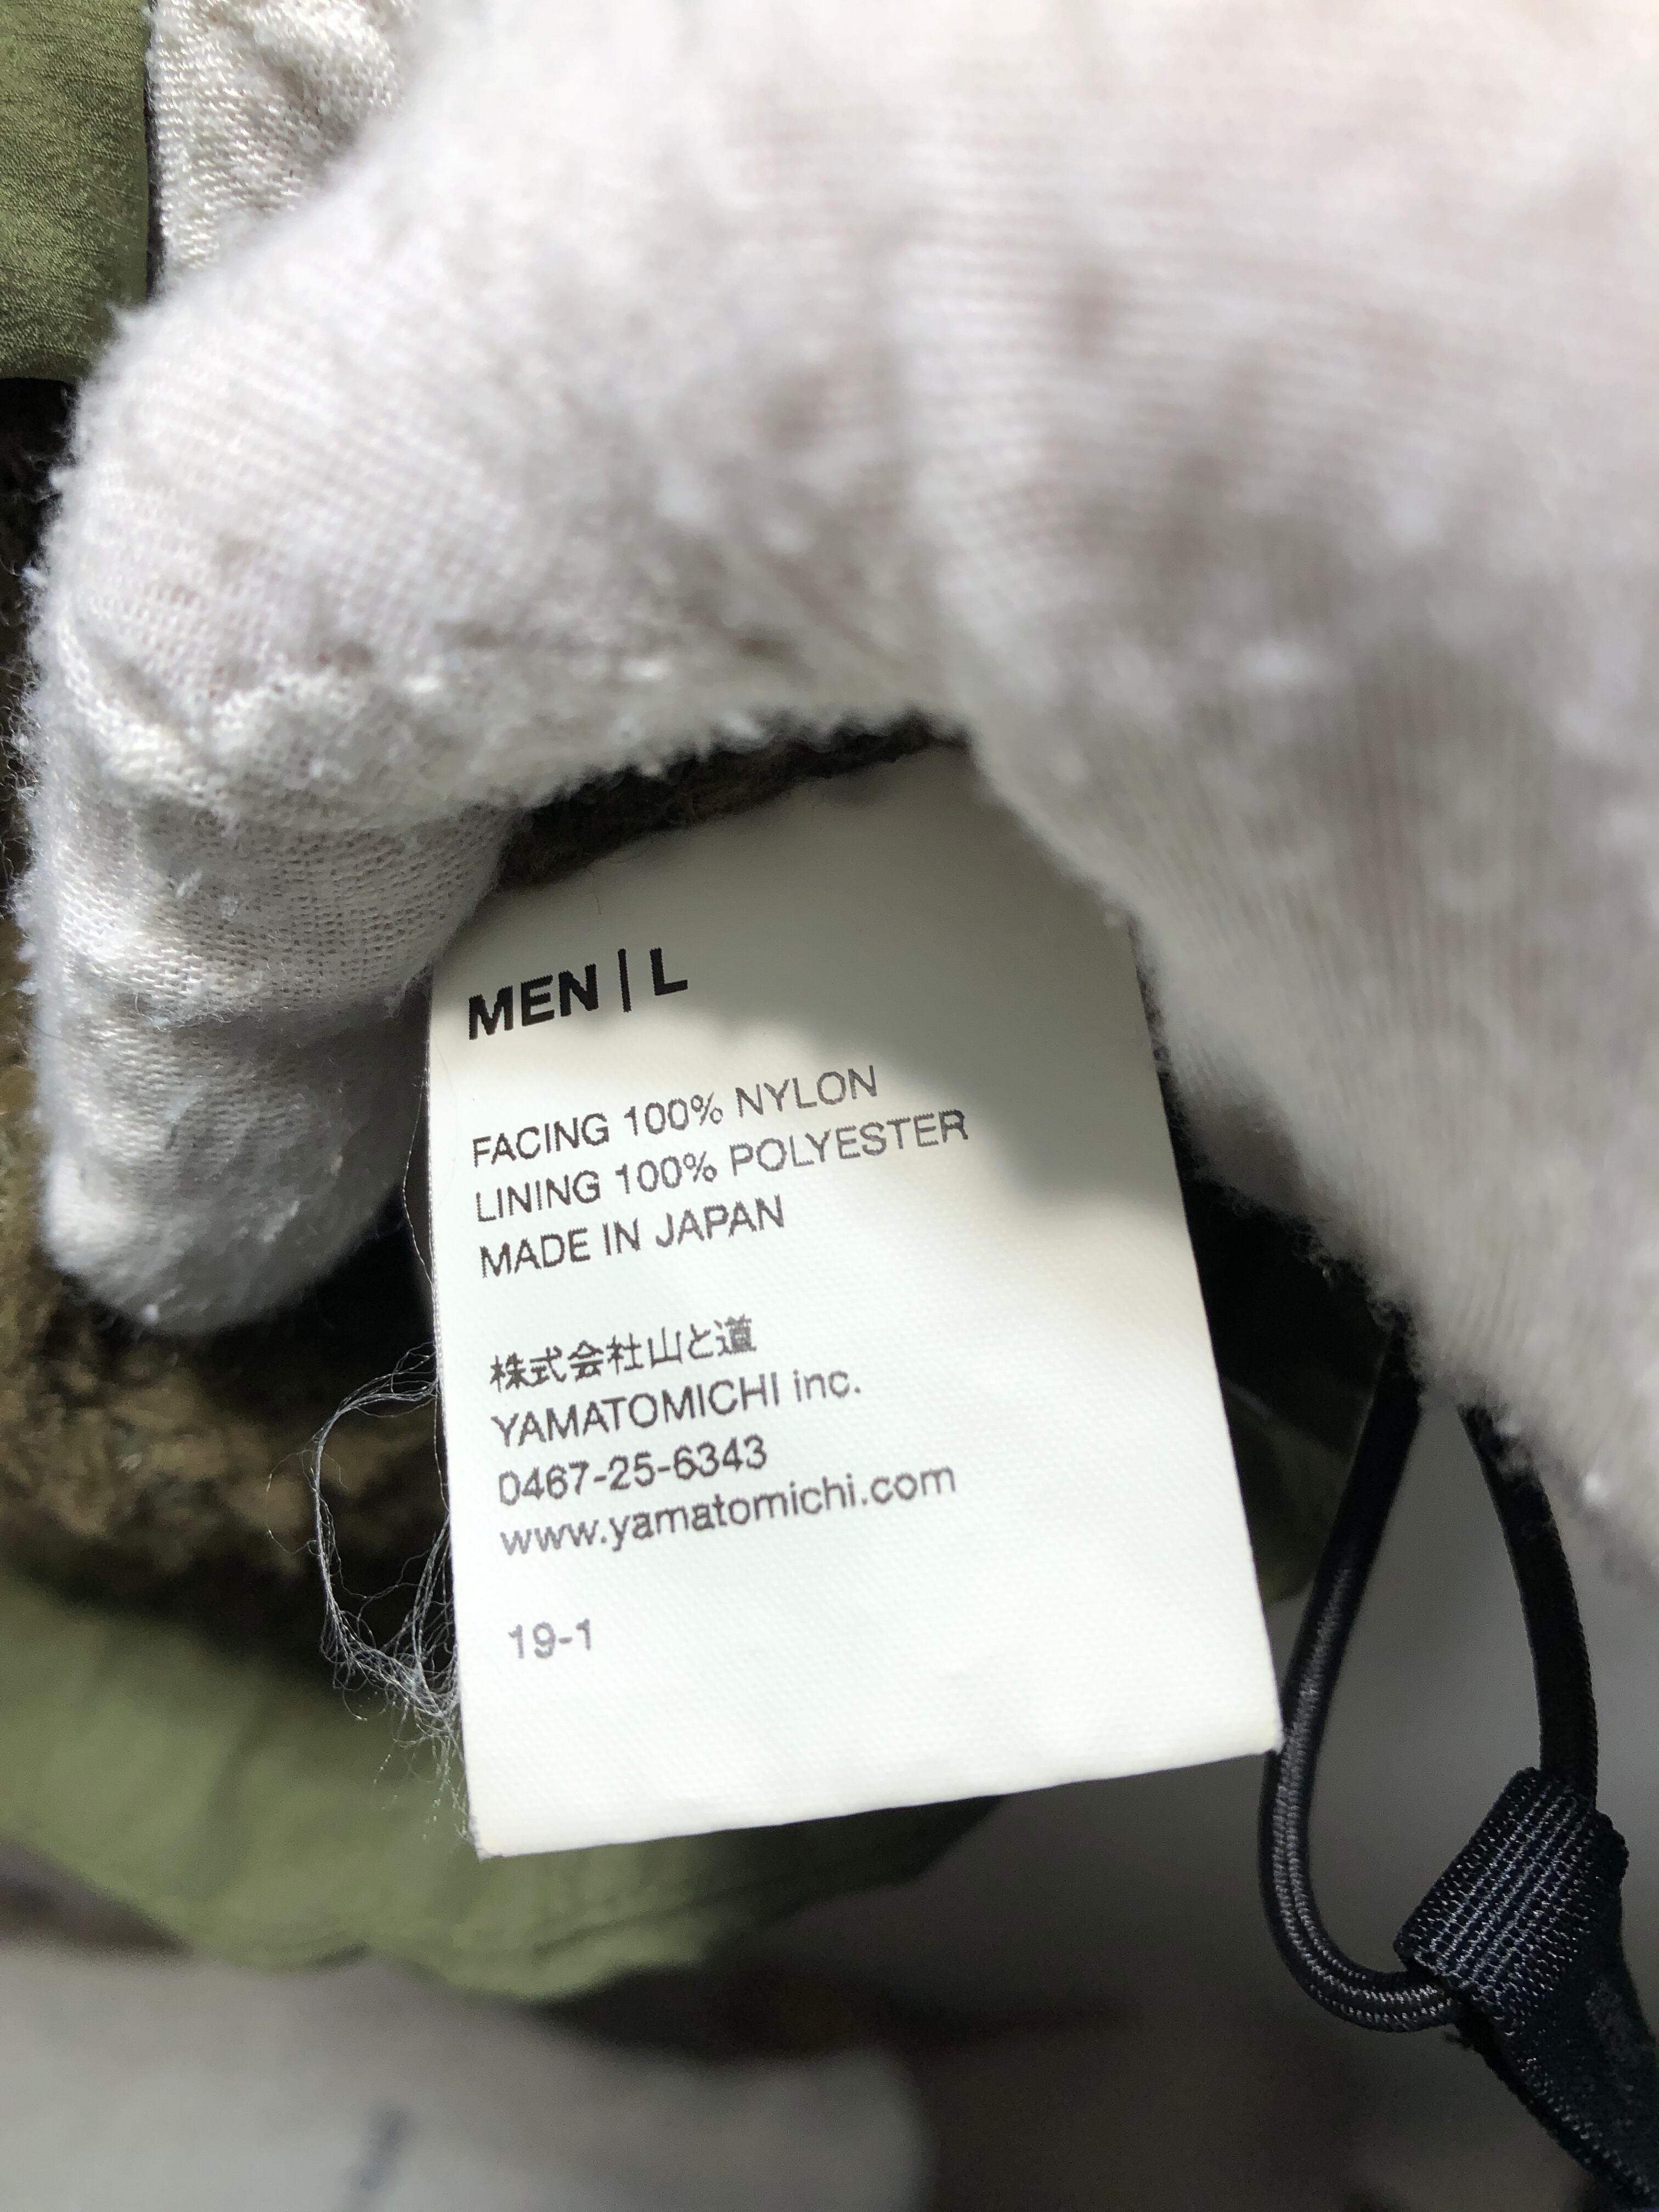 MEN | L
FACING 100% NYLON
LINING 100% POLYESTER
MADE IN JAPAN
株式会社山と道
YAMATOMICHI inc.
0467-25-6343
www.yamatomichi.com
19-1